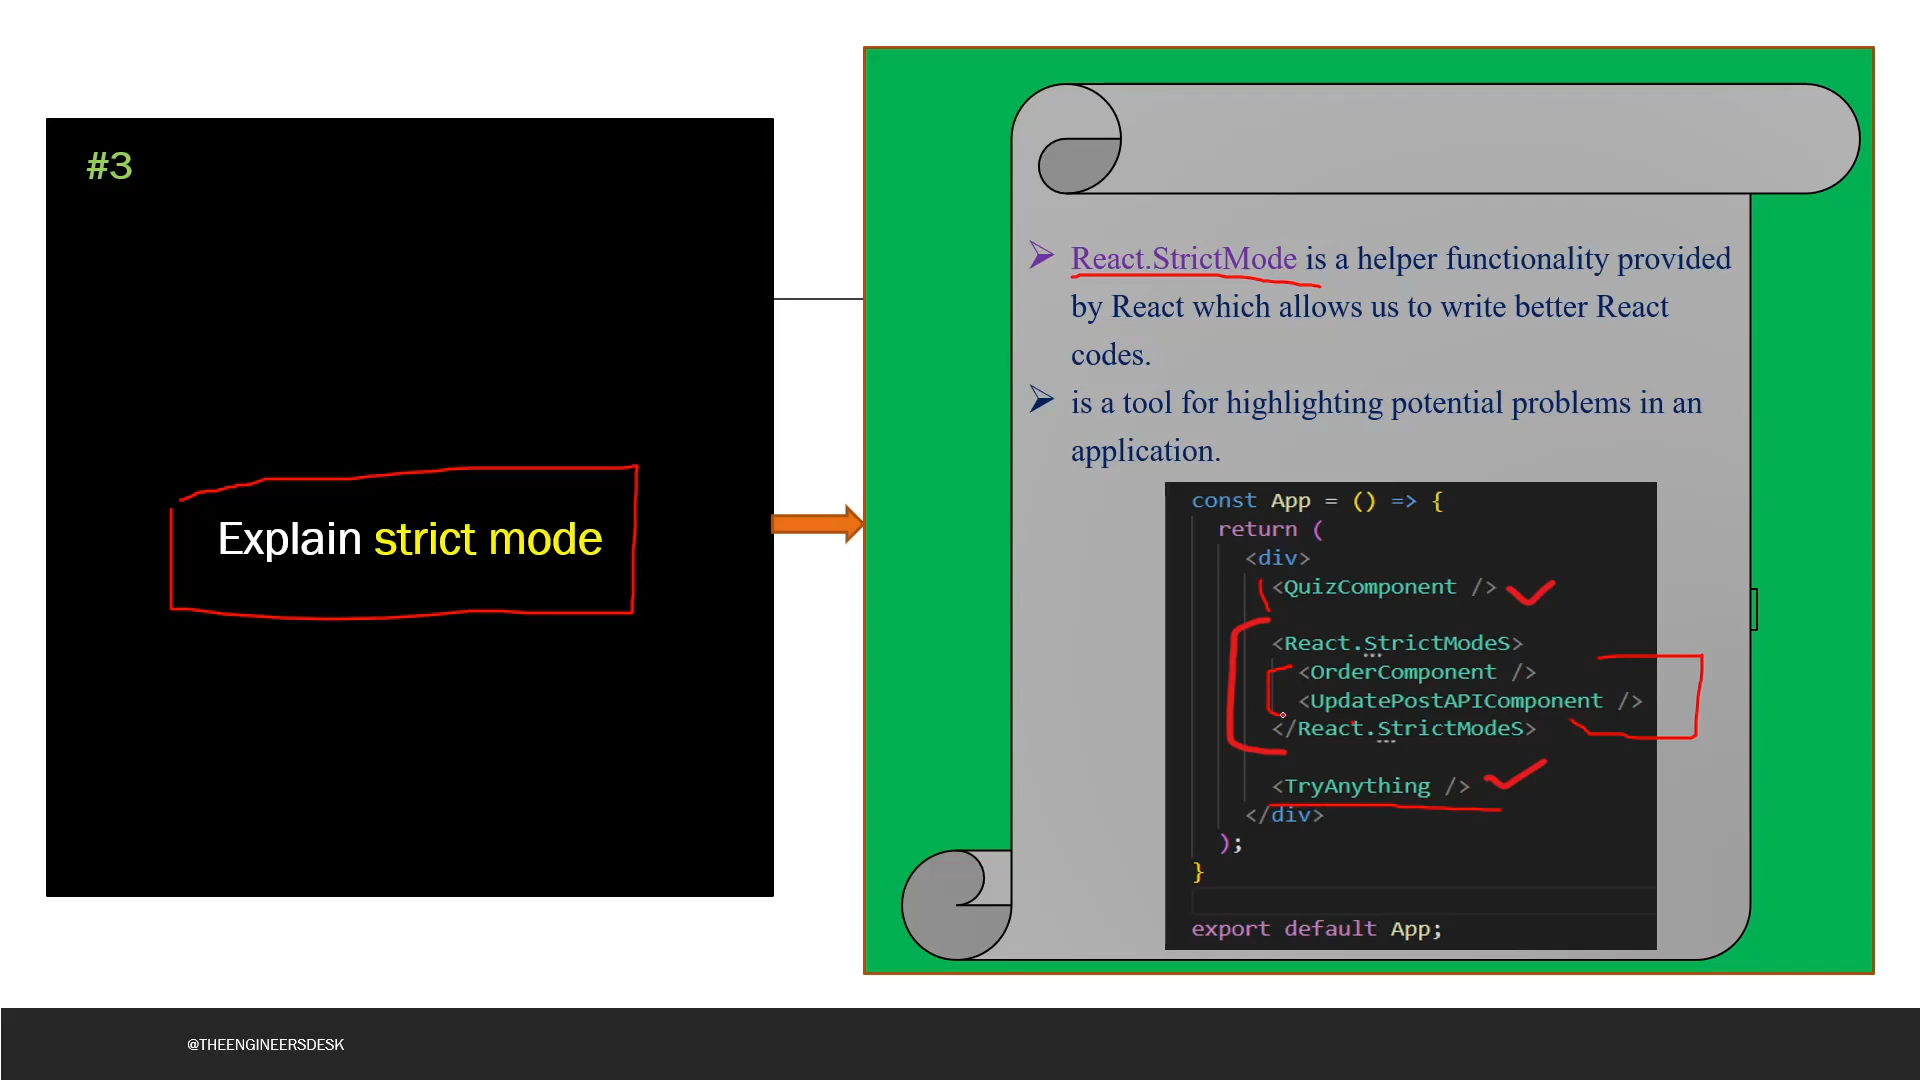 #3
Explain strict mode
React.StrictMode is a helper functionality provided
by React which allows us to write better React
codes.
is a tool for highlighting potential problems in an
application.
const App = () => {
return (
<div>
<QuizComponent />
<React.StrictModeS>
<OrderComponent />
<UpdatePostAPIComponent />
</React.StrictModeS>
<TryAnything />
</div>
);
}
export default App;
@THEENGINEERSDESK